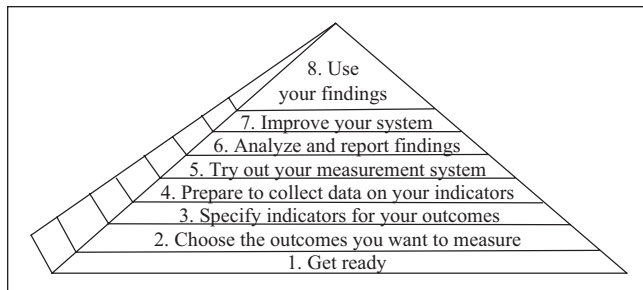 8. Use
your findings
7. Improve your system
6. Analyze and report findings
5. Try out your measurement system
4. Prepare to collect data on your indicators
3. Specify indicators for your outcomes
2. Choose the outcomes you want to measure
1. Get ready